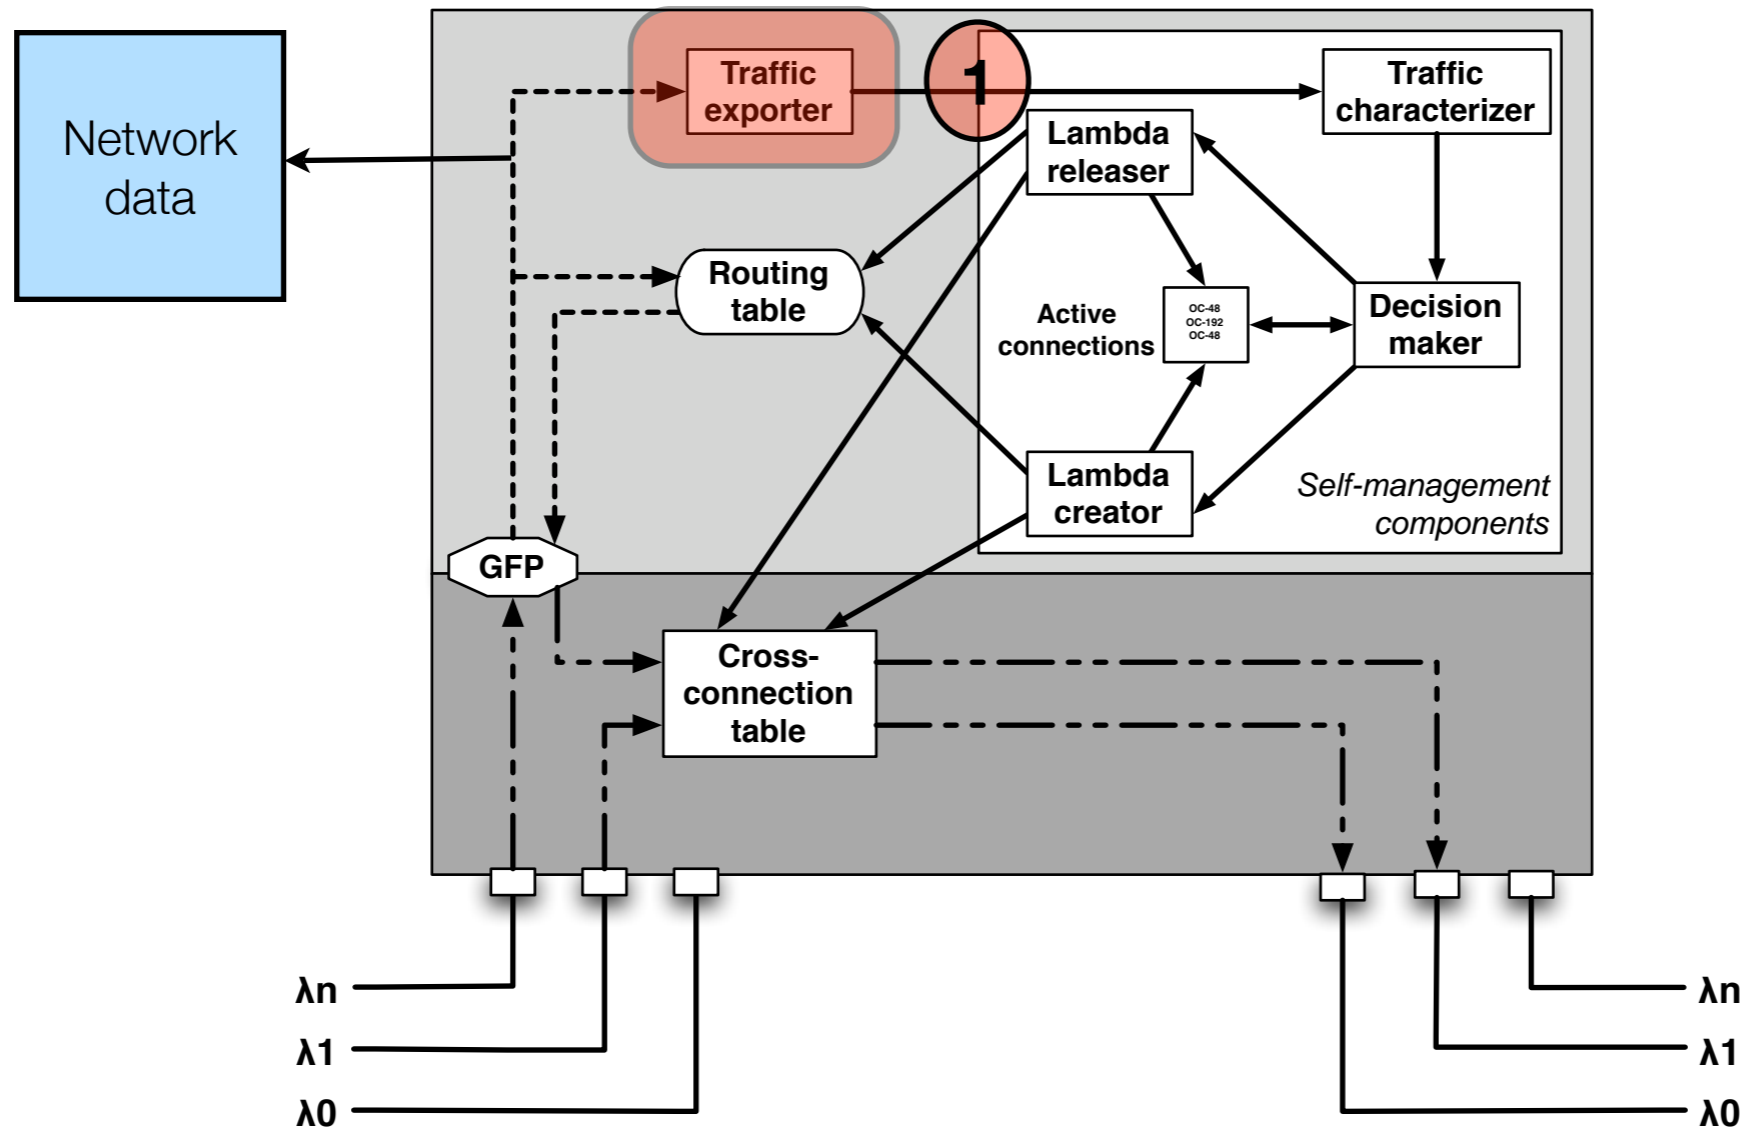 Network
data
Traffic
exporter
1
Traffic
characterizer
Lambda
releaser
Routing
table
Active
connections
OC-48
OC-192
OC-48
Decision
maker
Lambda
creator
Self-management
components
GFP
Cross-
connection
table
λn
λ1
λ0
λn
λ1
λ0